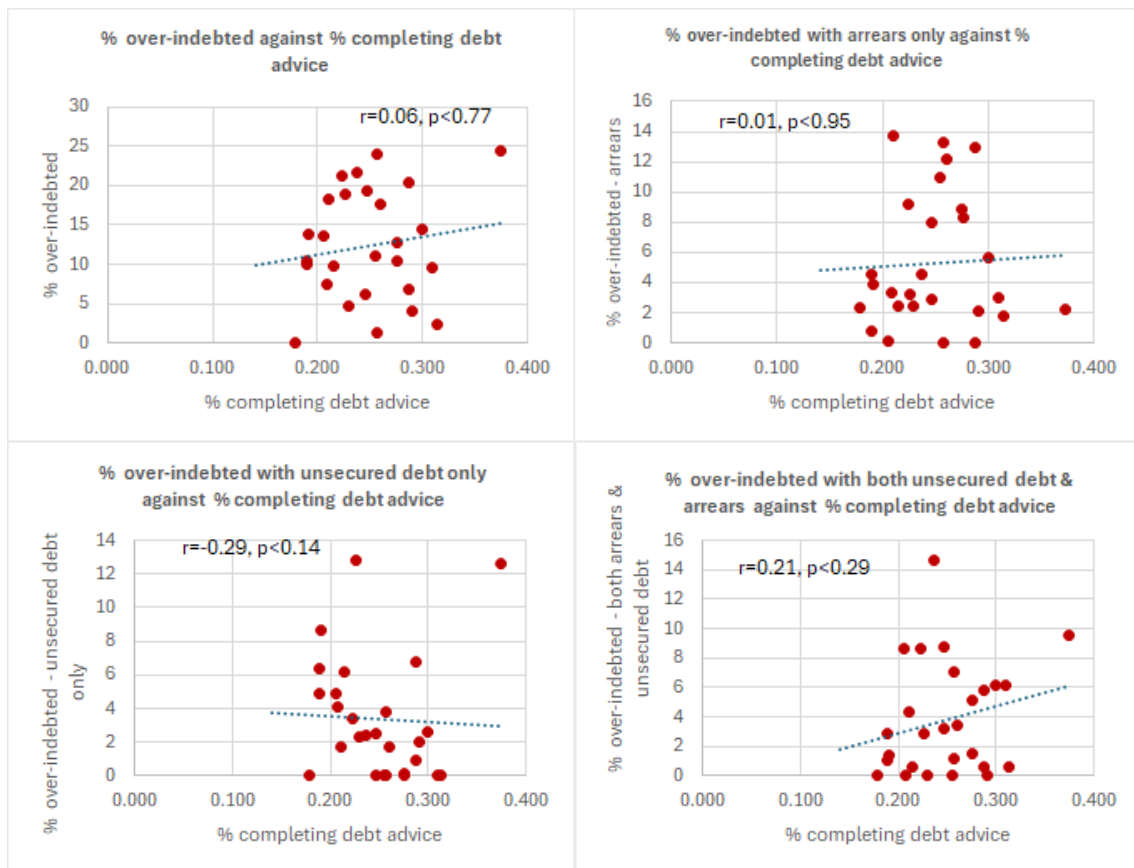 % over-indebted against % completing debt
advice
r=0.06, p<0.77
% over-indebted
30
25
20
15
10
5
0
0.000 0.100 0.200 0.300 0.400
% completing debt advice
% over-indebted with arrears only against %
completing debt advice
r=0.01, p<0.95
% over-indebted - arrears
16
14
12
10
8
6
4
2
0
0.000 0.100 0.200 0.300 0.400
% completing debt advice
% over-indebted with unsecured debt only
against % completing debt advice
r=-0.29, p<0.14
% over-indebted - unsecured debt
only
14
12
10
8
6
4
2
0
0.000 0.100 0.200 0.300 0.400
% completing debt advice
% over-indebted with both unsecured debt &
arrears against % completing debt advice
r=0.21, p<0.29
% over-indebted - both arrears &
unsecured debt
16
14
12
10
8
6
4
2
0
0.000 0.100 0.200 0.300 0.400
% completing debt advice